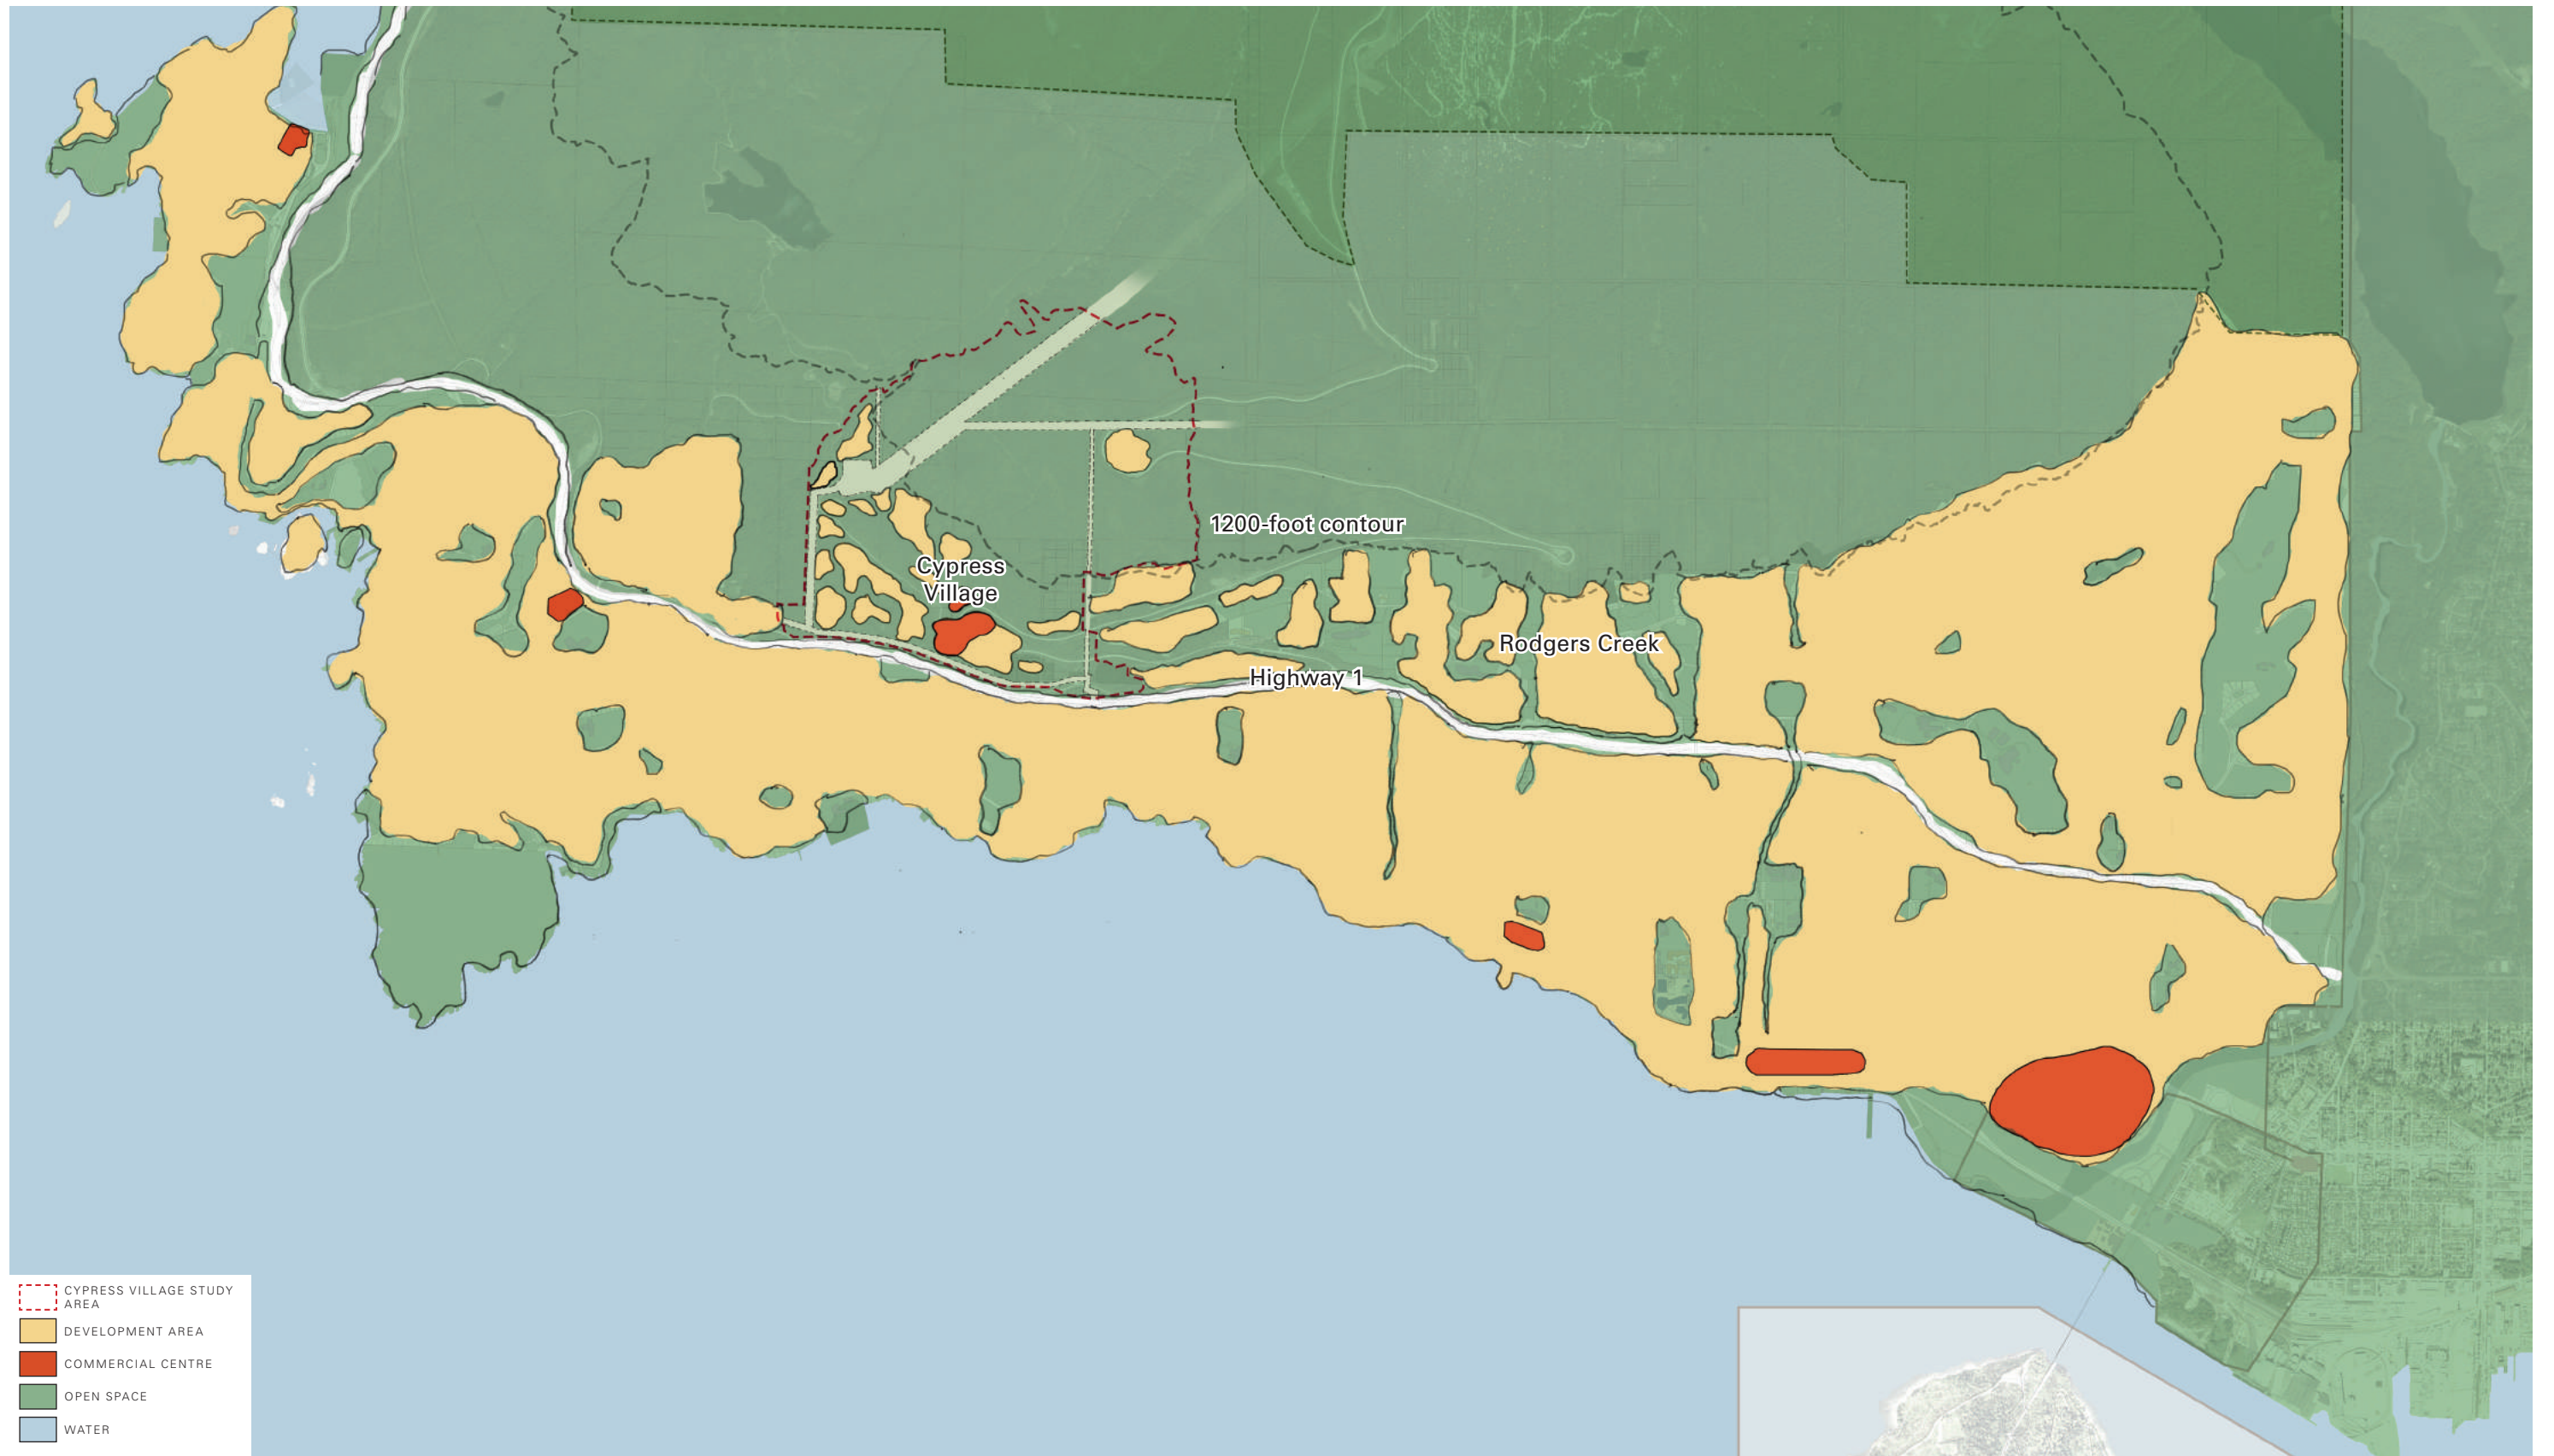 1200-foot contour
Cypress
Village
Rodgers Creek
Highway 1
CYPRESS VILLAGE STUDY
AREA
DEVELOPMENT AREA
COMMERCIAL CENTRE
OPEN SPACE
WATER